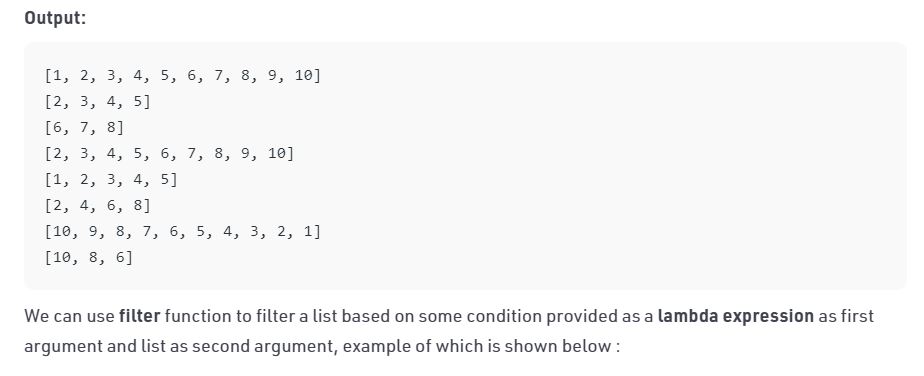 Output:
[1, 2, 3, 4, 5, 6, 7, 8, 9, 10]
[2, 3, 4, 5]
[6, 7, 8]
[2, 3, 4, 5, 6, 7, 8, 9, 10]
[1, 2, 3, 4, 5]
[2, 4, 6, 8]
[10, 9, 8, 7, 6, 5, 4, 3, 2, 1]
[10, 8, 6]
We can use filter function to filter a list based on some condition provided as a lambda expression as first
argument and list as second argument, example of which is shown below :